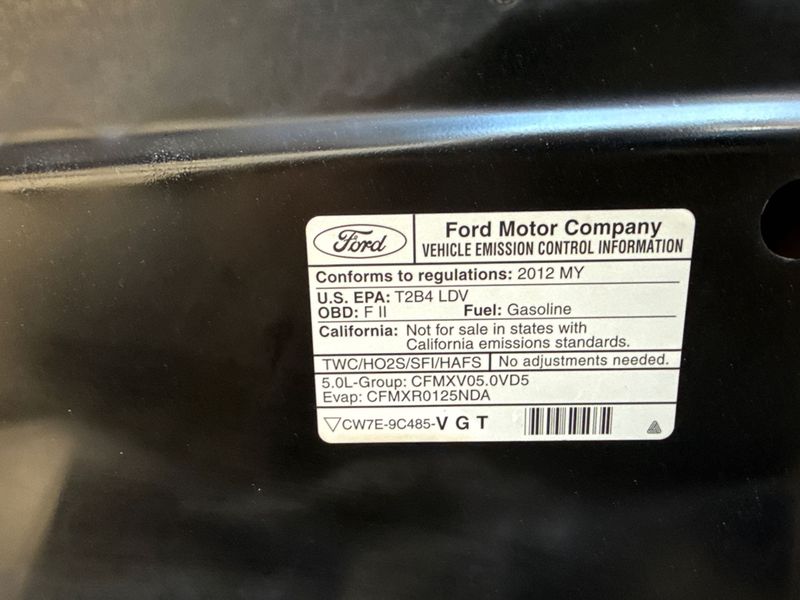 Ford
Ford Motor Company
VEHICLE EMISSION CONTROL INFORMATION
Conforms to regulations: 2012 MY
U.S. EPA: T2B4 LDV
OBD: F II Fuel: Gasoline
California: Not for sale in states with
California emissions standards.
TWC/HO2S/SFI/HAFS No adjustments needed.
5.0L-Group: CFMXV05.0VD5
Evap: CFMXR0125NDA
CW7E-9C485-V G T